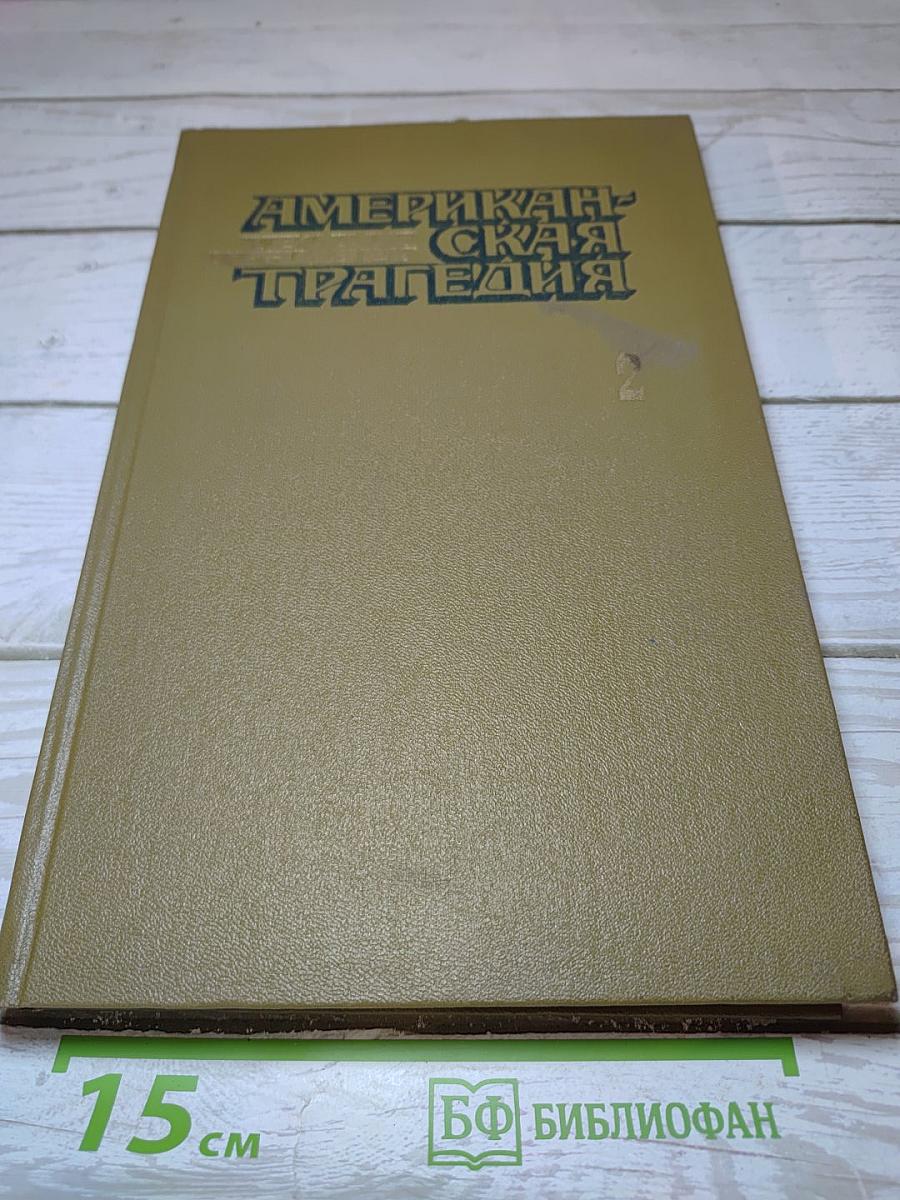 АМЕРИКАН-
СКАЯ
ТРАГЕДИЯ
2
15 см
БФ БИБЛИОФАН